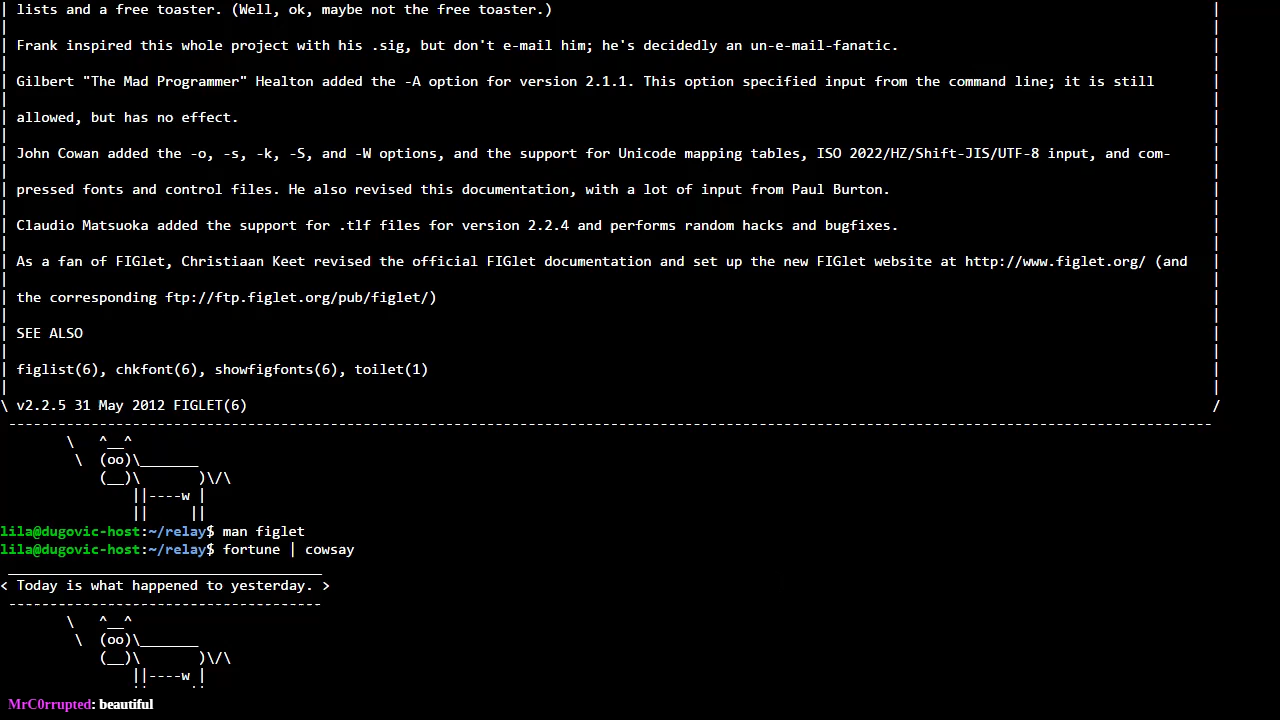 | lists and a free toaster. (Well, ok, maybe not the free toaster.) |
| |
| Frank inspired this whole project with his .sig, but don't e-mail him; he's decidedly an un-e-mail-fanatic. |
| |
| Gilbert "The Mad Programmer" Healton added the -A option for version 2.1.1. This option specified input from the command line; it is still |
| |
| allowed, but has no effect. |
| |
| John Cowan added the -o, -s, -k, -S, and -W options, and the support for Unicode mapping tables, ISO 2022/HZ/Shift-JIS/UTF-8 input, and com- |
| |
| pressed fonts and control files. He also revised this documentation, with a lot of input from Paul Burton. |
| |
| Claudio Matsuoka added the support for .tlf files for version 2.2.4 and performs random hacks and bugfixes. |
| |
| As a fan of FIGlet, Christiaan Keet revised the official FIGlet documentation and set up the new FIGlet website at http://www.figlet.org/ (and |
| |
| the corresponding ftp://ftp.figlet.org/pub/figlet/) |
| |
| SEE ALSO |
| |
| figlist(6), chkfont(6), showfigfonts(6), toilet(1) |
| |
\ v2.2.5 31 May 2012 FIGLET(6) /
 -------------------------------------------------------------------------------------------------------------------------------------------------- 
        \   ^__^
         \  (oo)\_______
            (__)\       )\/\
                ||----w |
                ||     ||
lila@dugovic-host:~/relay$ man figlet
lila@dugovic-host:~/relay$ fortune | cowsay
 ______________________________________
< Today is what happened to yesterday. >
 --------------------------------------
        \   ^__^
         \  (oo)\_______
            (__)\       )\/\
                ||----w |
MrC0rrupted: beautiful